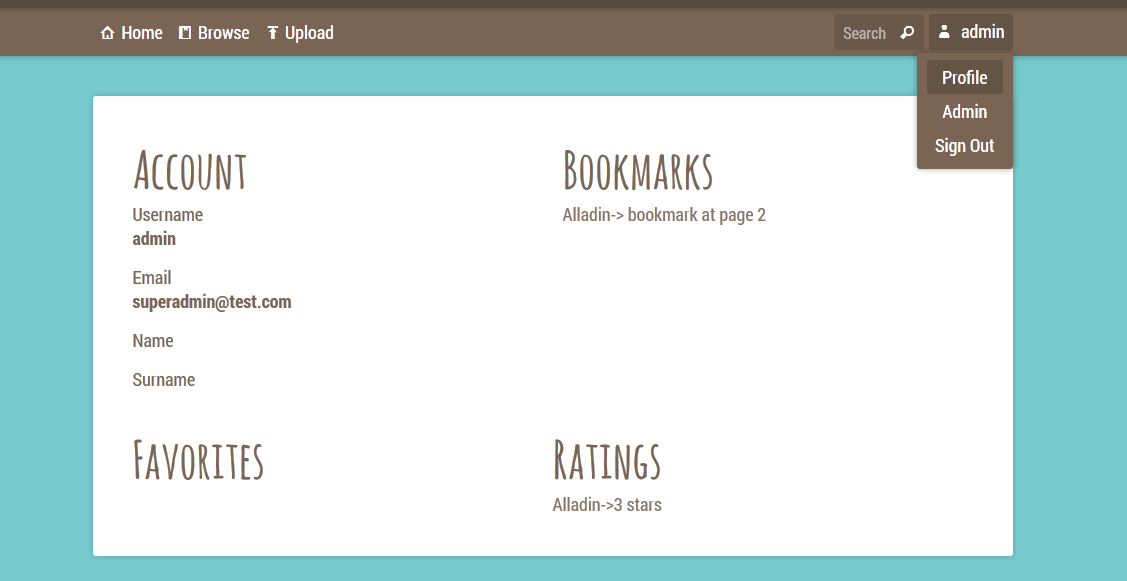 Home Browse Upload Search admin
Profile
Admin
Sign Out
Account
Username
admin
Email
superadmin@test.com
Name
Surname
Bookmarks
Alladin-> bookmark at page 2
Favorites
Ratings
Alladin->3 stars